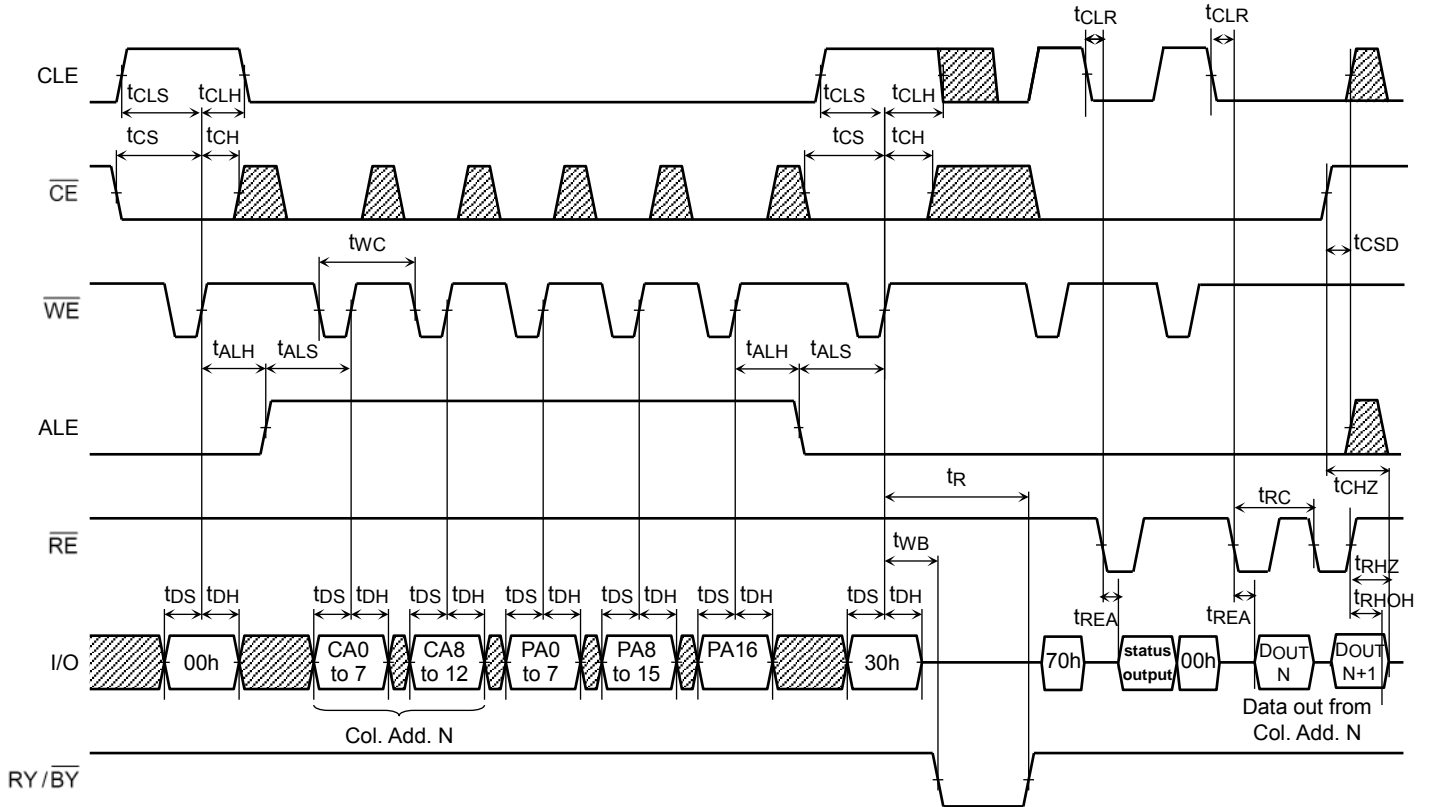 tCLR tCLR
CLE
tCLS tCLH tCLS tCLH
tCS tCH tCS tCH
CE
tWC tCSD
WE
tALH tALS tALH tALS
ALE
tR tCHZ
tRC
RE
tWB
tRHZ
tDS tDH tDS tDH tDS tDH tDS tDH tDS tDH tDS tDH tDS tDH tRHOH
tREA tREA
I/O
00h
CA0
to 7
CA8
to 12
PA0
to 7
PA8
to 15
PA16
30h
70h
status
output
00h
DOUT
N
DOUT
N+1
Col. Add. N
Data out from
Col. Add. N
RY/BY